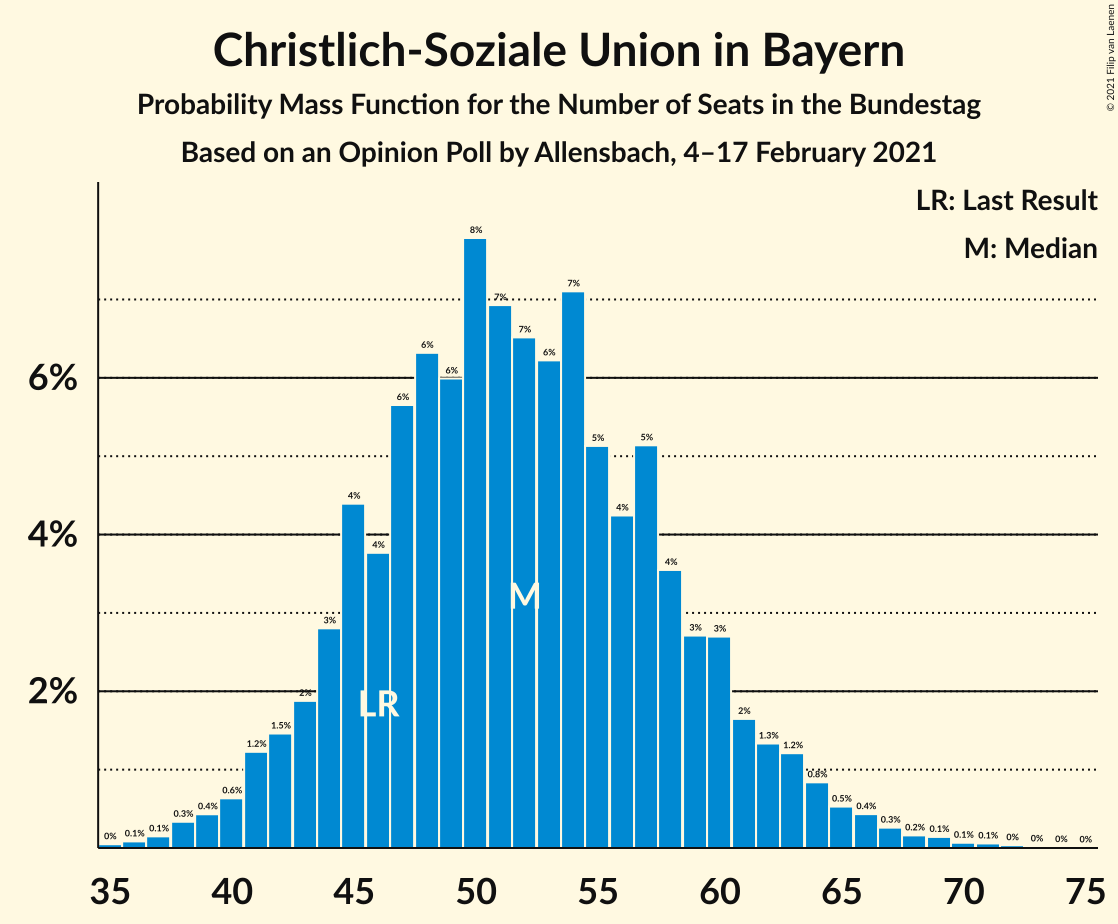 Christlich-Soziale Union in Bayern
Probability Mass Function for the Number of Seats in the Bundestag
Based on an Opinion Poll by Allensbach, 4–17 February 2021
© 2021 Filip van Laenen
LR: Last Result
M: Median
6%
4%
2%
0% 0.1% 0.1% 0.3% 0.4% 0.6% 1.2% 1.5% 2% 3% 4% 4% 6% 6% 6% 8% 7% 7% 6% 7% 5% 4% 5% 4% 3% 3% 2% 1.3% 1.2% 0.8% 0.5% 0.4% 0.3% 0.2% 0.1% 0.1% 0.1% 0% 0% 0% 0%
M
LR
35 40 45 50 55 60 65 70 75